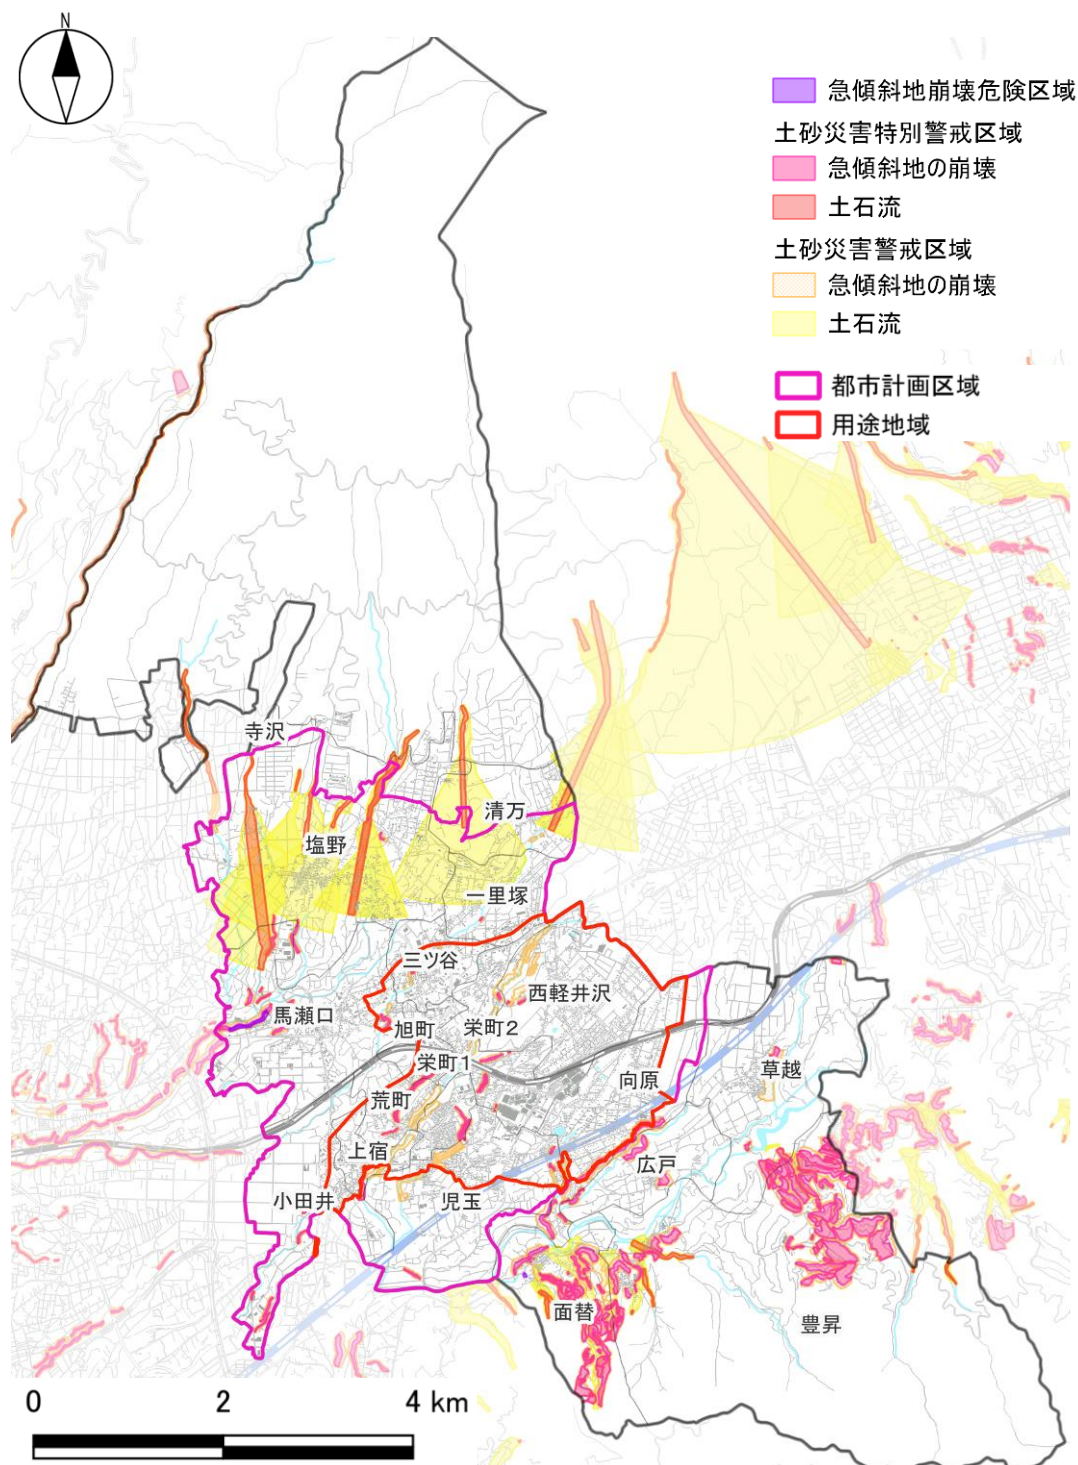 N
急傾斜地崩壊危険区域
土砂災害特別警戒区域
急傾斜地の崩壊
土石流
土砂災害警戒区域
急傾斜地の崩壊
土石流
都市計画区域
用途地域
寺沢
清万
塩野
一里塚
三ツ谷
西軽井沢
馬瀬口
旭町
栄町2
栄町1
向原
草越
荒町
上宿
広戸
小田井
児玉
面替
豊昇
0 2 4 km